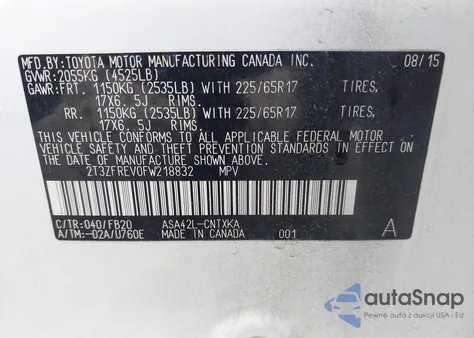 MFD.BY:TOYOTA MOTOR MANUFACTURING CANADA INC. 08/15
GVWR:2055KG (4525LB)
GAWR:FRT. 1150KG (2535LB) WITH 225/65R17 TIRES,
17X6.5J RIMS.
RR. 1150KG (2535LB) WITH 225/65R17 TIRES,
17X6.5J RIMS.
THIS VEHICLE CONFORMS TO ALL APPLICABLE FEDERAL MOTOR
VEHICLE SAFETY AND THEFT PREVENTION STANDARDS IN EFFECT
ON THE DATE OF MANUFACTURE SHOWN ABOVE.
2T3ZFREV0FW218832 MPV
C/TR:040/FB20 ASA42L-CNTXKA
A/TM:-02A/U760E MADE IN CANADA 001 A
autoSnap
Pewne auta z aukcji USA i EU